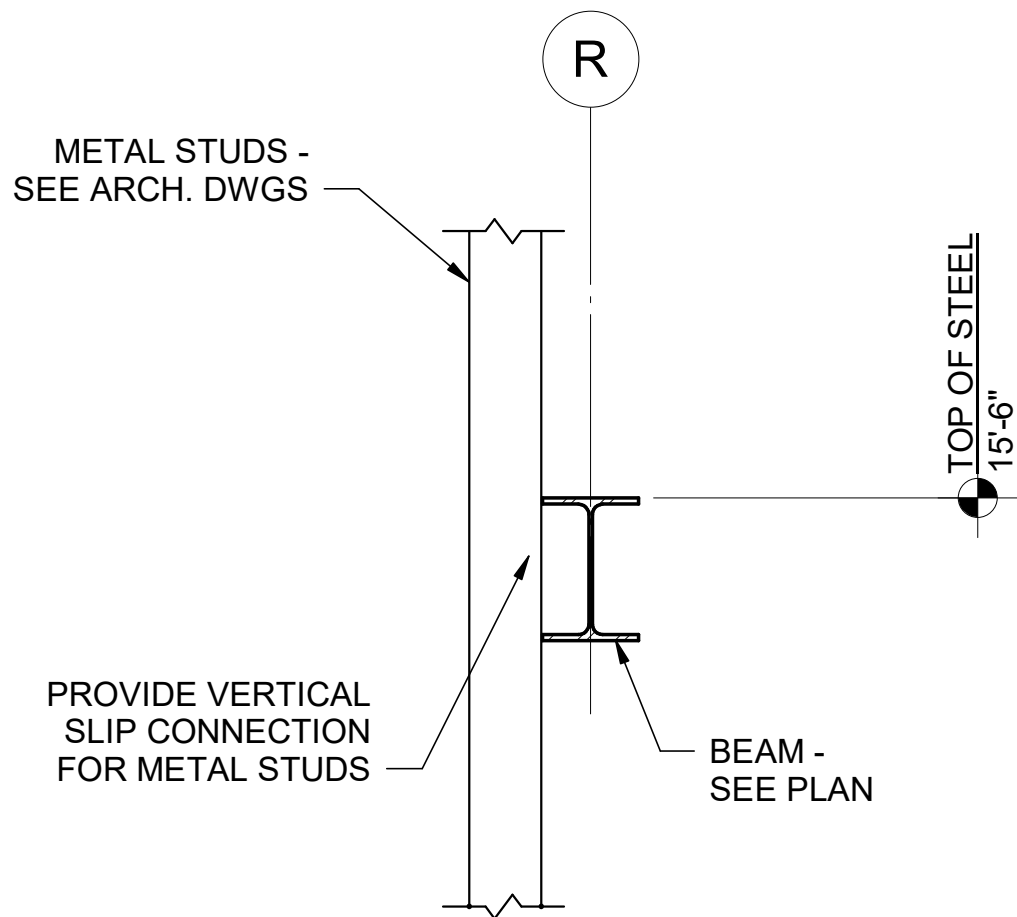 R
METAL STUDS -
SEE ARCH. DWGS
TOP OF STEEL
15'-6"
PROVIDE VERTICAL
SLIP CONNECTION
FOR METAL STUDS
BEAM -
SEE PLAN